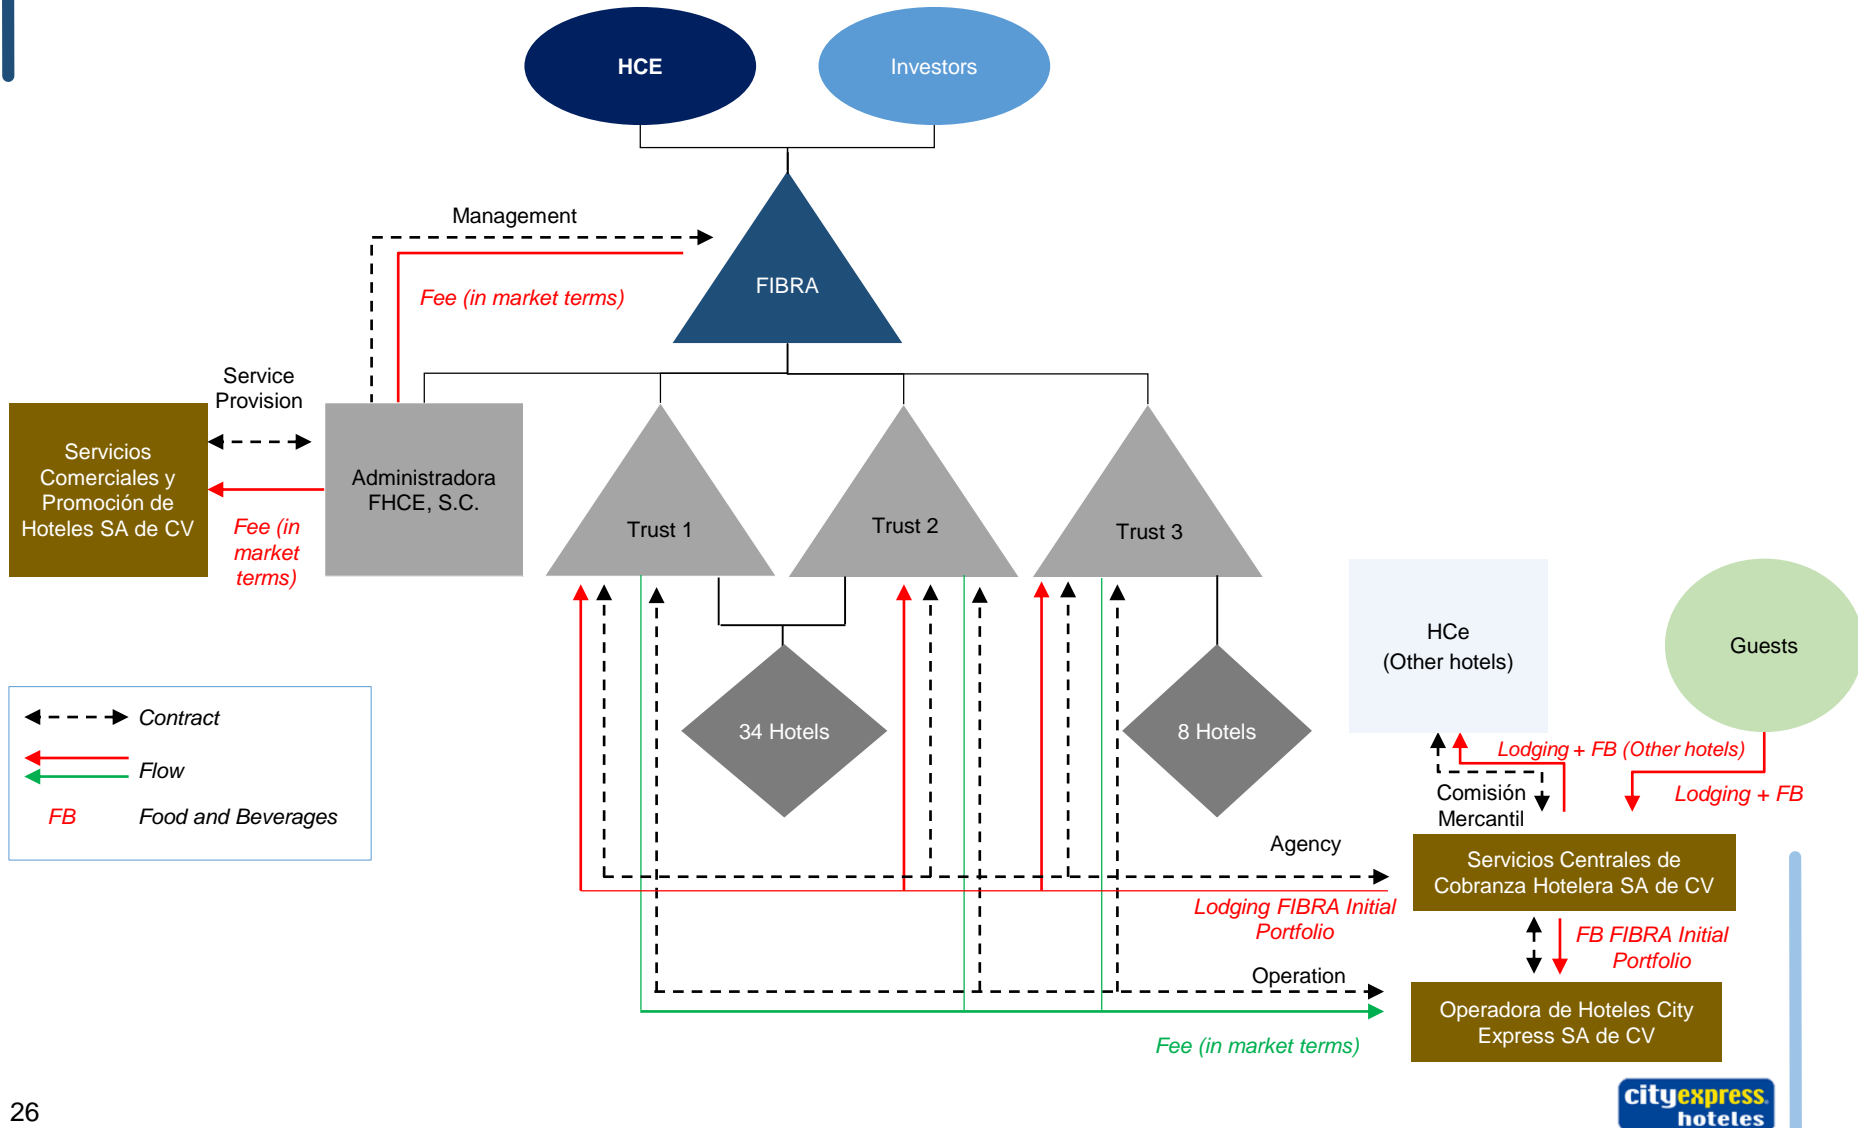 HCE
Investors
Management
Fee (in market terms)
FIBRA
Service
Provision
Servicios
Comerciales y
Promoción de
Hoteles SA de CV
Fee (in
market
terms)
Administradora
FHCE, S.C.
Trust 1
Trust 2
Trust 3
HCe
(Other hotels)
Guests
34 Hotels
8 Hotels
Contract
Flow
FB
Food and Beverages
Lodging + FB (Other hotels)
Lodging + FB
Comisión
Mercantil
Agency
Servicios Centrales de
Cobranza Hotelera SA de CV
Lodging FIBRA Initial
Portfolio
FB FIBRA Initial
Portfolio
Operation
Operadora de Hoteles City
Express SA de CV
Fee (in market terms)
cityexpress.
hoteles
26